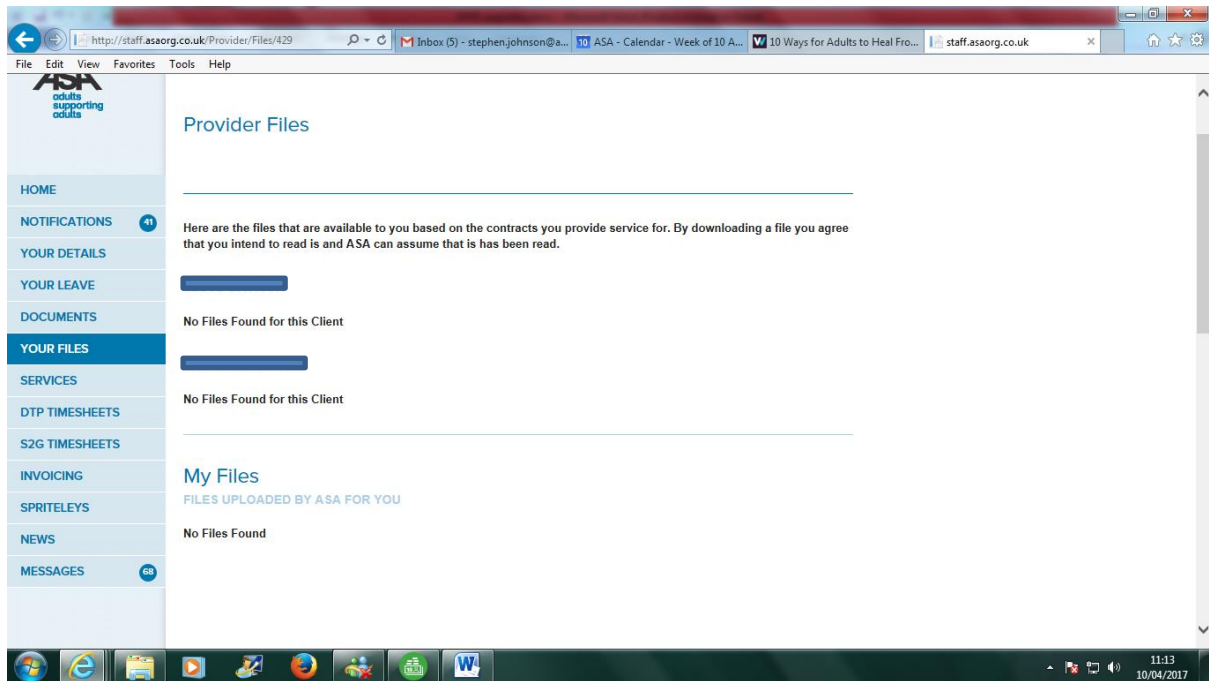 http://staff.asaorg.co.uk/Provider/Files/429
Inbox (5) - stephen.johnson@a...
ASA - Calendar - Week of 10 A...
10 Ways for Adults to Heal Fro...
staff.asaorg.co.uk
File Edit View Favorites Tools Help
ASA
adults
supporting
adults
Provider Files
HOME
NOTIFICATIONS 41
YOUR DETAILS
YOUR LEAVE
DOCUMENTS
YOUR FILES
SERVICES
DTP TIMESHEETS
S2G TIMESHEETS
INVOICING
SPRITELEYS
NEWS
MESSAGES 68
Here are the files that are available to you based on the contracts you provide service for. By downloading a file you agree
that you intend to read is and ASA can assume that is has been read.
No Files Found for this Client
No Files Found for this Client
My Files
FILES UPLOADED BY ASA FOR YOU
No Files Found
11:13
10/04/2017